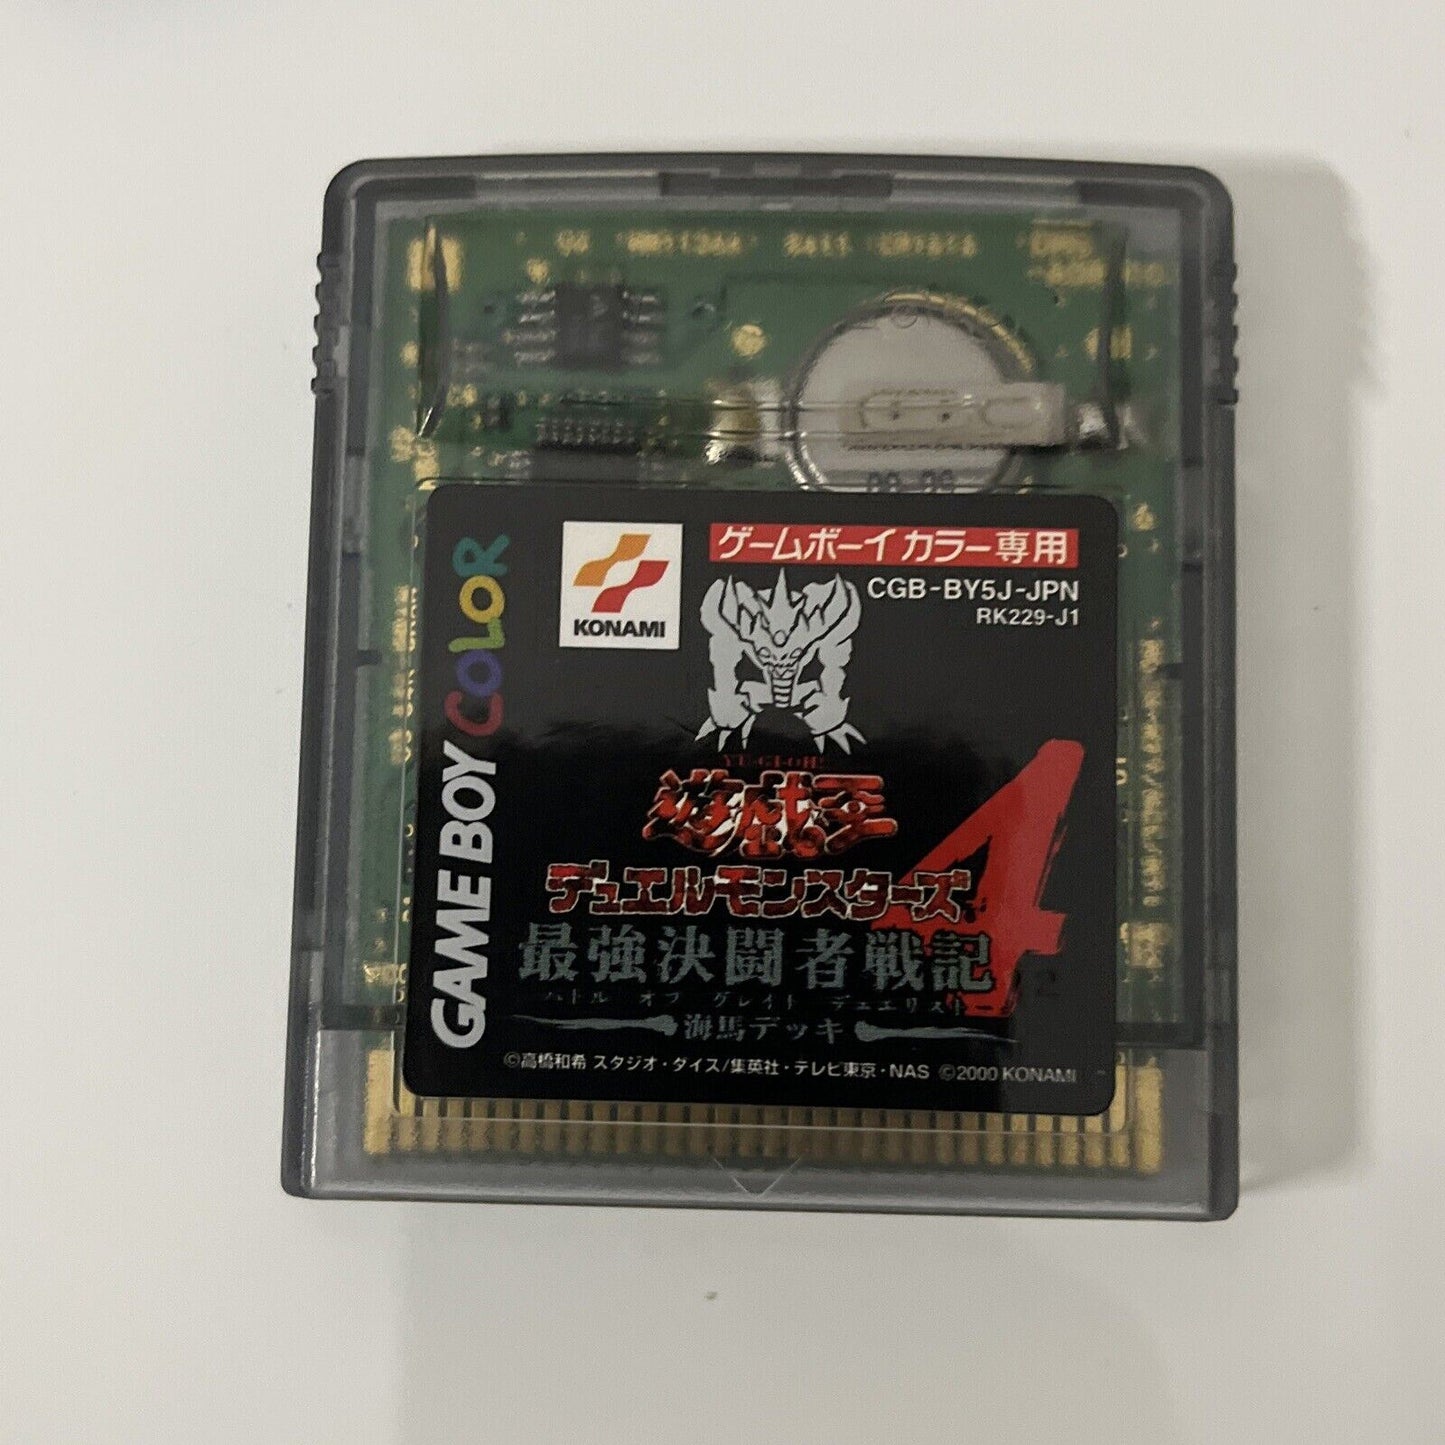 ゲームボーイカラー専用
KONAMI
CGB-BY5J-JPN
RK229-J1
GAME BOY COLOR
YU-GI-OH!
遊戯王
デュエルモンスターズ4
最強決闘者戦記
バトル オブ グレイト デュエリスト
海馬デッキ
©高橋和希 スタジオ・ダイス/集英社・テレビ東京・NAS ©2000 KONAMI